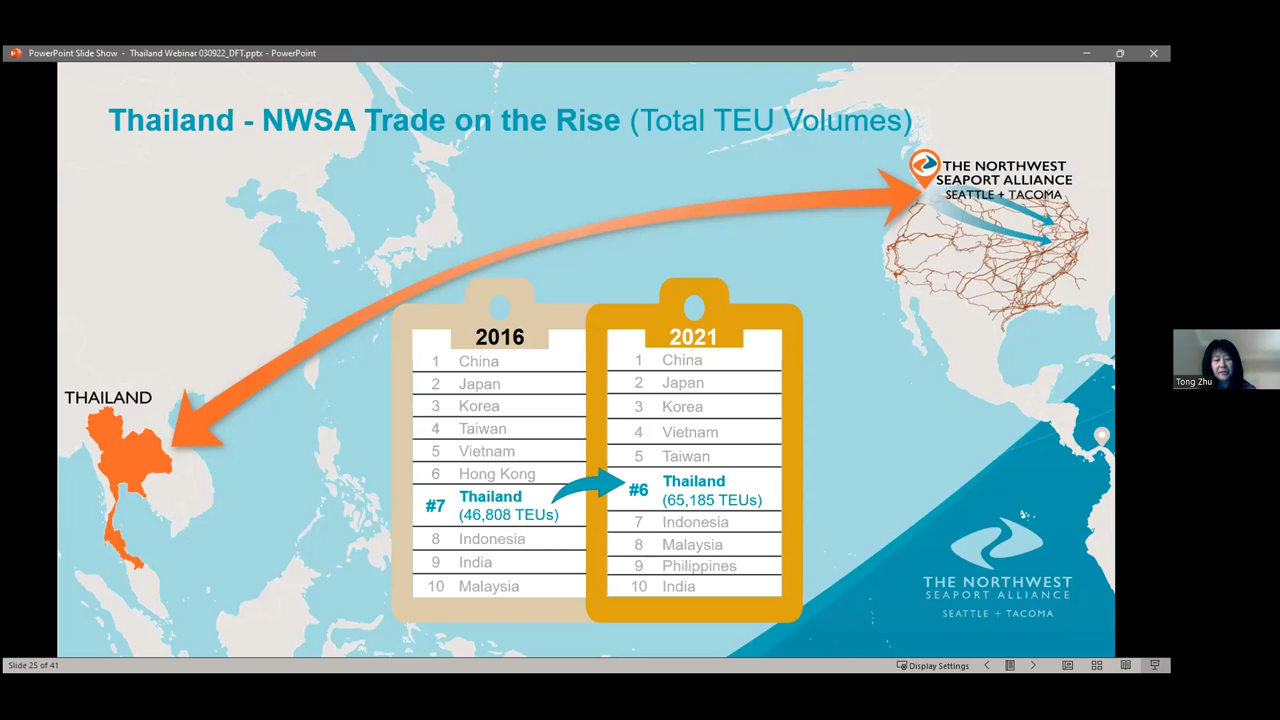 PowerPoint Slide Show - Thailand Webinar 030922_DFT.pptx - PowerPoint
Thailand - NWSA Trade on the Rise (Total TEU Volumes)
THE NORTHWEST
SEAPORT ALLIANCE
SEATTLE + TACOMA
THAILAND
2016
1 China
2 Japan
3 Korea
4 Taiwan
5 Vietnam
6 Hong Kong
#7 Thailand
(46,808 TEUs)
8 Indonesia
9 India
10 Malaysia
2021
1 China
2 Japan
3 Korea
4 Vietnam
5 Taiwan
#6 Thailand
(65,185 TEUs)
7 Indonesia
8 Malaysia
9 Philippines
10 India
THE NORTHWEST
SEAPORT ALLIANCE
SEATTLE + TACOMA
Tong Zhu
Slide 25 of 41
Display Settings